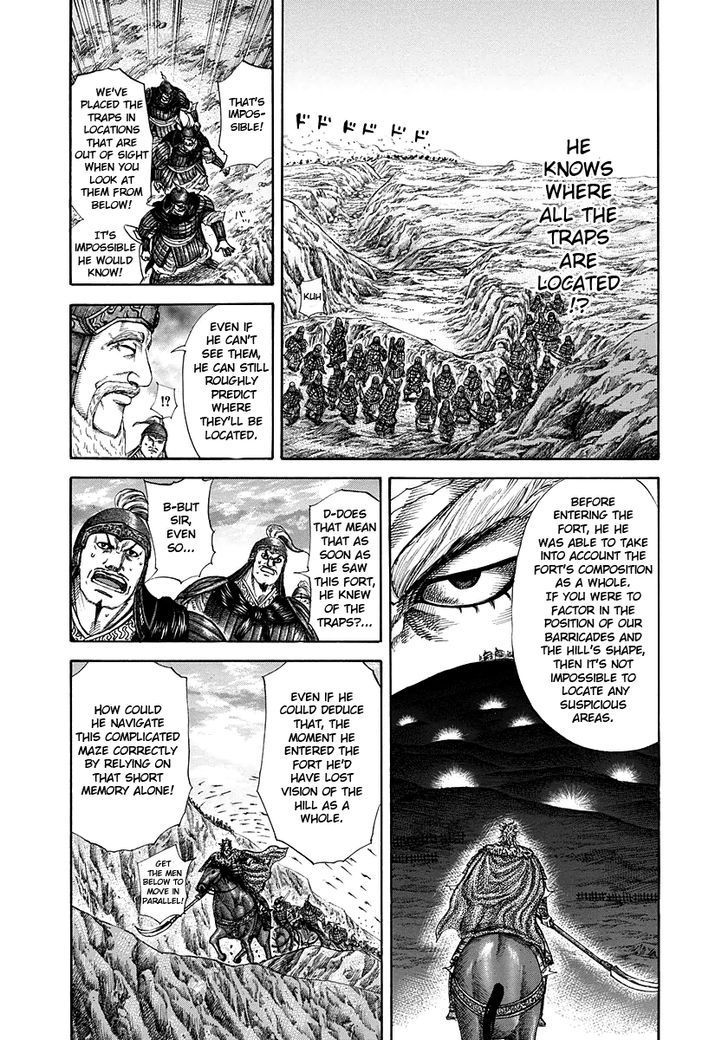 HE
KNOWS
WHERE
ALL THE
TRAPS
ARE
LOCATED
!?
ドドドドドド
KUH
THAT'S
IMPOS-
SIBLE!
WE'VE
PLACED THE
TRAPS IN
LOCATIONS
THAT ARE
OUT OF SIGHT
WHEN YOU
LOOK AT
THEM FROM
BELOW!
IT'S
IMPOSSIBLE
HE WOULD
KNOW!
EVEN IF
HE CAN'T
SEE THEM,
HE CAN STILL
ROUGHLY
PREDICT
WHERE
THEY'LL BE
LOCATED.
!?
BEFORE
ENTERING THE
FORT, HE HE
WAS ABLE TO TAKE
INTO ACCOUNT THE
FORT'S COMPOSITION
AS A WHOLE.
IF YOU WERE TO
FACTOR IN THE
POSITION OF OUR
BARRICADES AND
THE HILL'S SHAPE,
THEN IT'S NOT
IMPOSSIBLE TO
LOCATE ANY
SUSPICIOUS
AREAS.
D-DOES
THAT MEAN
THAT AS
SOON AS
HE SAW
THIS FORT,
HE KNEW
OF THE
TRAPS?...
B-BUT
SIR,
EVEN
SO...
EVEN IF HE
COULD DEDUCE
THAT, THE
MOMENT HE
ENTERED THE
FORT HE'D
HAVE LOST
VISION OF THE
HILL AS A
WHOLE.
HOW COULD
HE NAVIGATE
THIS COMPLICATED
MAZE CORRECTLY
BY RELYING ON
THAT SHORT
MEMORY ALONE!
GET
THE MEN
BELOW TO
MOVE IN
PARALLEL!